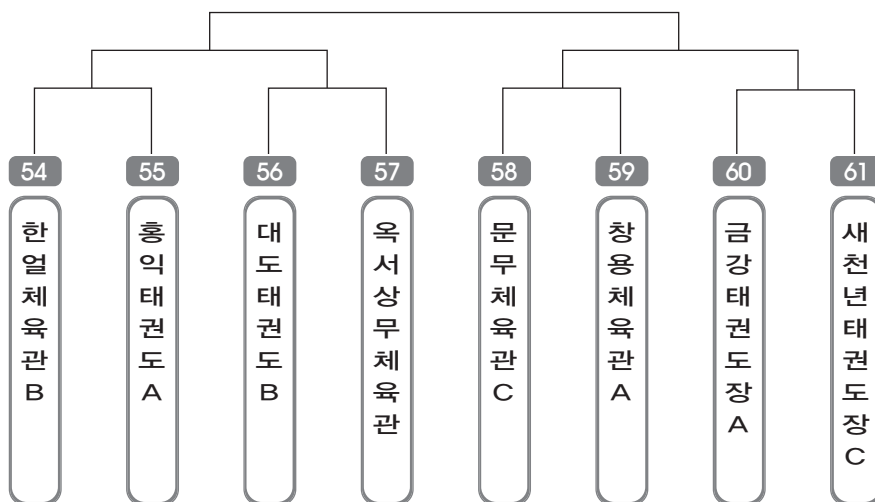 54
55
56
57
58
59
60
61
한얼체육관B
홍익태권도A
대도태권도B
옥서상무체육관
문무체육관C
창용체육관A
금강태권도장A
새천년태권도장C